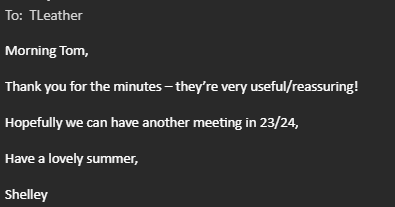 To: TLeather
Morning Tom,
Thank you for the minutes – they're very useful/reassuring!
Hopefully we can have another meeting in 23/24,
Have a lovely summer,
Shelley